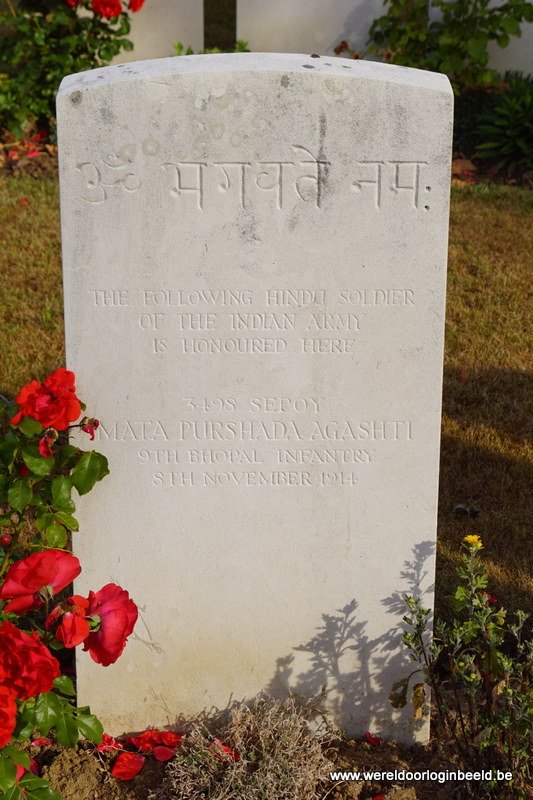 ॐ भगवते नमः
THE FOLLOWING HINDU SOLDIER
OF THE INDIAN ARMY
IS HONOURED HERE
3498 SEPOY
MATA PURSHADA AGASHTI
9TH BHOPAL INFANTRY
8TH NOVEMBER 1914
www.wereldoorloginbeeld.be